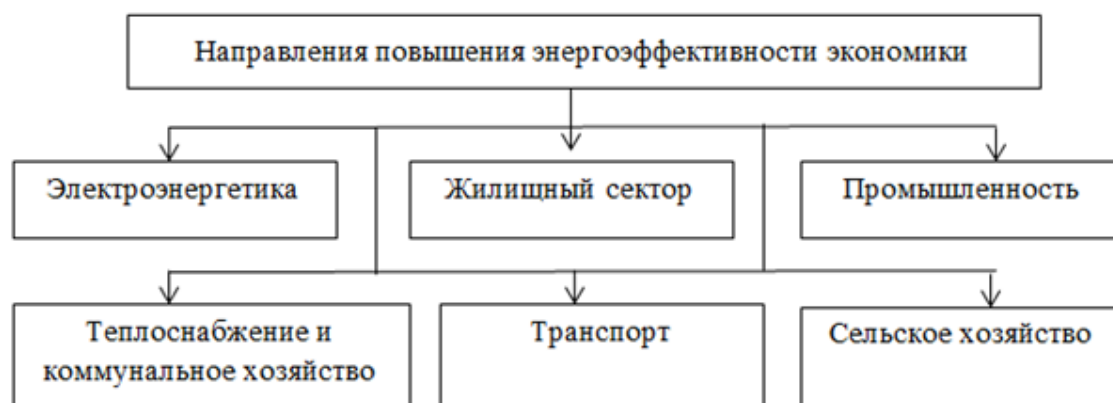 Направления повышения энергоэффективности экономики
Электроэнергетика
Жилищный сектор
Промышленность
Теплоснабжение и
коммунальное хозяйство
Транспорт
Сельское хозяйство